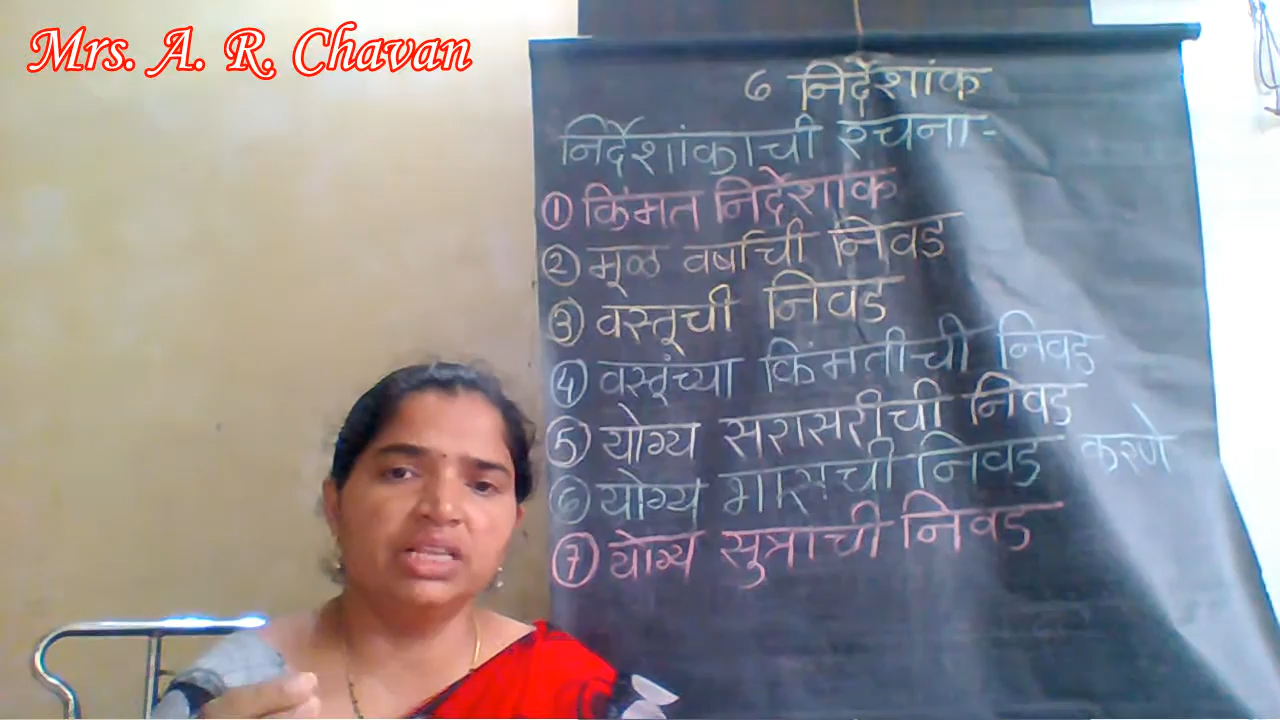 Mrs. A. R. Chavan
६ निर्देशांक
निर्देशांकाची रचना-
① किंमत निर्देशाक
② मूळ वर्षाची निवड
③ वस्तूची निवड
④ वस्तूंच्या किंमतीची निवड
⑤ योग्य सरासरीची निवड
⑥ योग्य भारांची निवड करणे
⑦ योग्य सुत्राची निवड